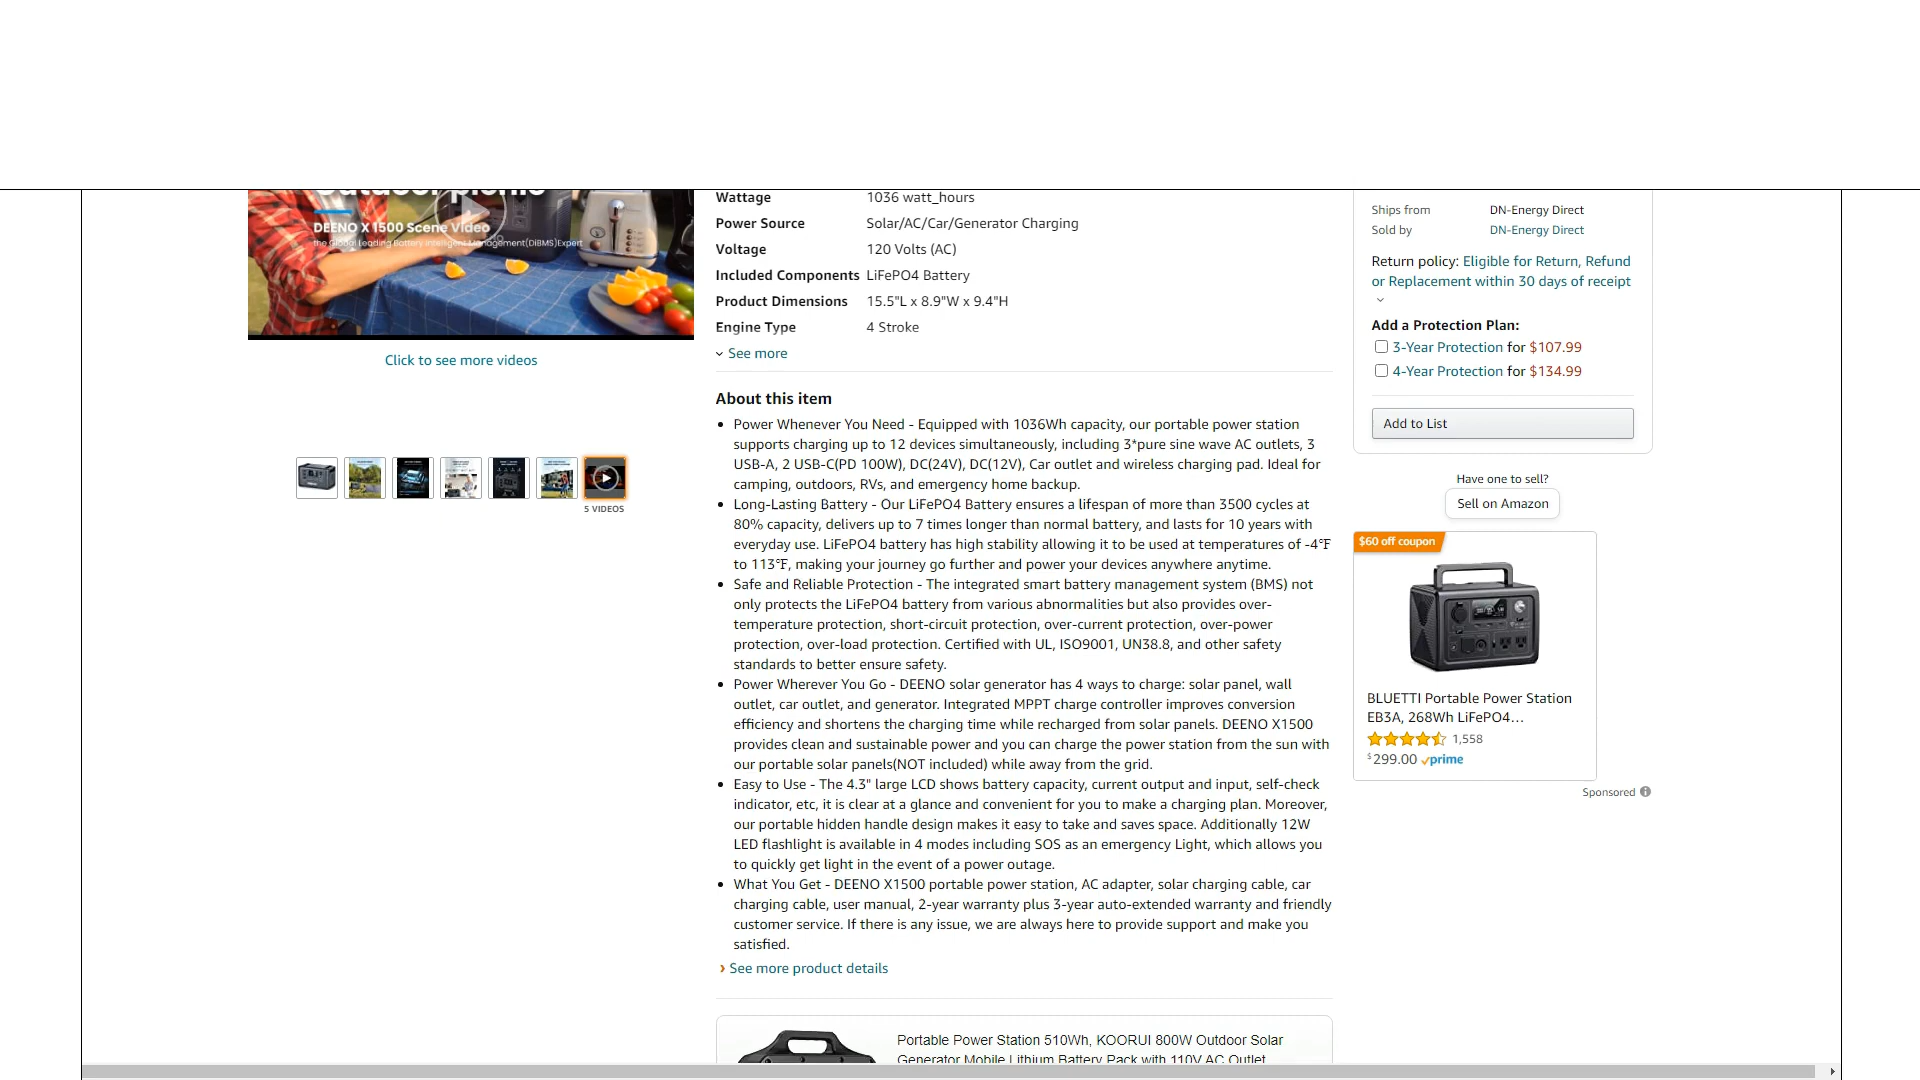 DEENO X 1500 Scene Video
the Global Leading Battery Intelligent Management(DiBMS)Expert
Click to see more videos
5 VIDEOS
Wattage 1036 watt_hours
Power Source Solar/AC/Car/Generator Charging
Voltage 120 Volts (AC)
Included Components LiFePO4 Battery
Product Dimensions 15.5"L x 8.9"W x 9.4"H
Engine Type 4 Stroke
See more
About this item
Power Whenever You Need - Equipped with 1036Wh capacity, our portable power station
supports charging up to 12 devices simultaneously, including 3*pure sine wave AC outlets, 3
USB-A, 2 USB-C(PD 100W), DC(24V), DC(12V), Car outlet and wireless charging pad. Ideal for
camping, outdoors, RVs, and emergency home backup.
Long-Lasting Battery - Our LiFePO4 Battery ensures a lifespan of more than 3500 cycles at
80% capacity, delivers up to 7 times longer than normal battery, and lasts for 10 years with
everyday use. LiFePO4 battery has high stability allowing it to be used at temperatures of -4℉
to 113℉, making your journey go further and power your devices anywhere anytime.
Safe and Reliable Protection - The integrated smart battery management system (BMS) not
only protects the LiFePO4 battery from various abnormalities but also provides over-
temperature protection, short-circuit protection, over-current protection, over-power
protection, over-load protection. Certified with UL, ISO9001, UN38.8, and other safety
standards to better ensure safety.
Power Wherever You Go - DEENO solar generator has 4 ways to charge: solar panel, wall
outlet, car outlet, and generator. Integrated MPPT charge controller improves conversion
efficiency and shortens the charging time while recharged from solar panels. DEENO X1500
provides clean and sustainable power and you can charge the power station from the sun with
our portable solar panels(NOT included) while away from the grid.
Easy to Use - The 4.3" large LCD shows battery capacity, current output and input, self-check
indicator, etc, it is clear at a glance and convenient for you to make a charging plan. Moreover,
our portable hidden handle design makes it easy to take and saves space. Additionally 12W
LED flashlight is available in 4 modes including SOS as an emergency Light, which allows you
to quickly get light in the event of a power outage.
What You Get - DEENO X1500 portable power station, AC adapter, solar charging cable, car
charging cable, user manual, 2-year warranty plus 3-year auto-extended warranty and friendly
customer service. If there is any issue, we are always here to provide support and make you
satisfied.
› See more product details
Portable Power Station 510Wh, KOORUI 800W Outdoor Solar
Generator Mobile Lithium Battery Pack with 110V AC Outlet
Ships from DN-Energy Direct
Sold by DN-Energy Direct
Return policy: Eligible for Return, Refund
or Replacement within 30 days of receipt
Add a Protection Plan:
3-Year Protection for $107.99
4-Year Protection for $134.99
Add to List
Have one to sell?
Sell on Amazon
$60 off coupon
BLUETTI Portable Power Station
EB3A, 268Wh LiFePO4...
1,558
$299.00 prime
Sponsored